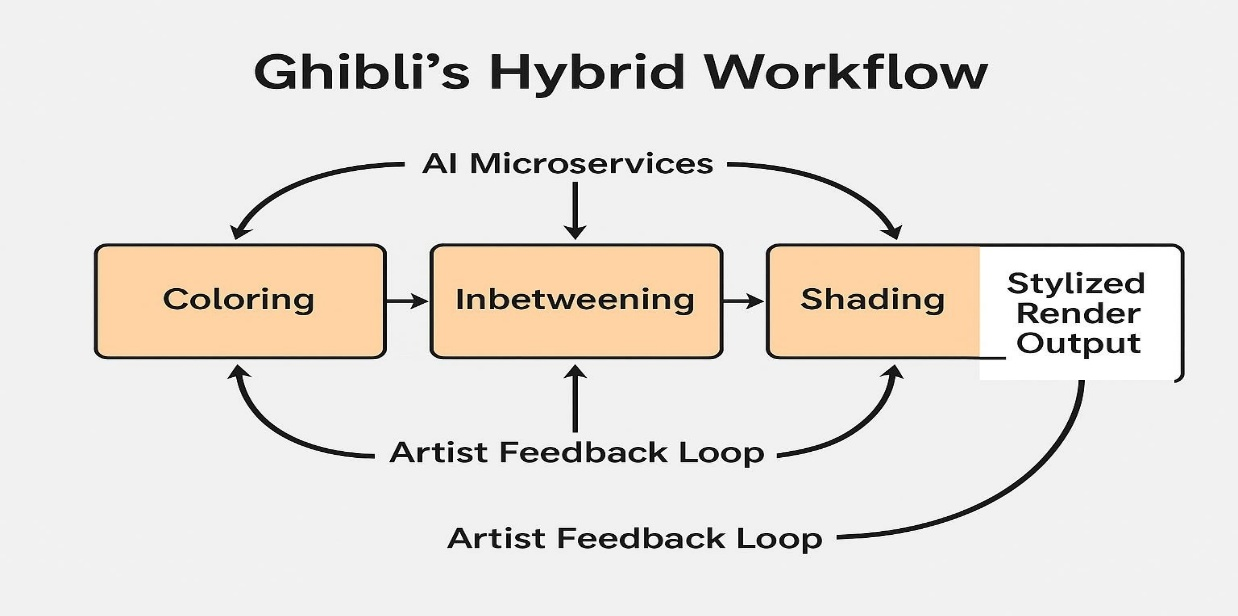 Ghibli's Hybrid Workflow
AI Microservices
Coloring
Inbetweening
Shading
Stylized
Render
Output
Artist Feedback Loop
Artist Feedback Loop